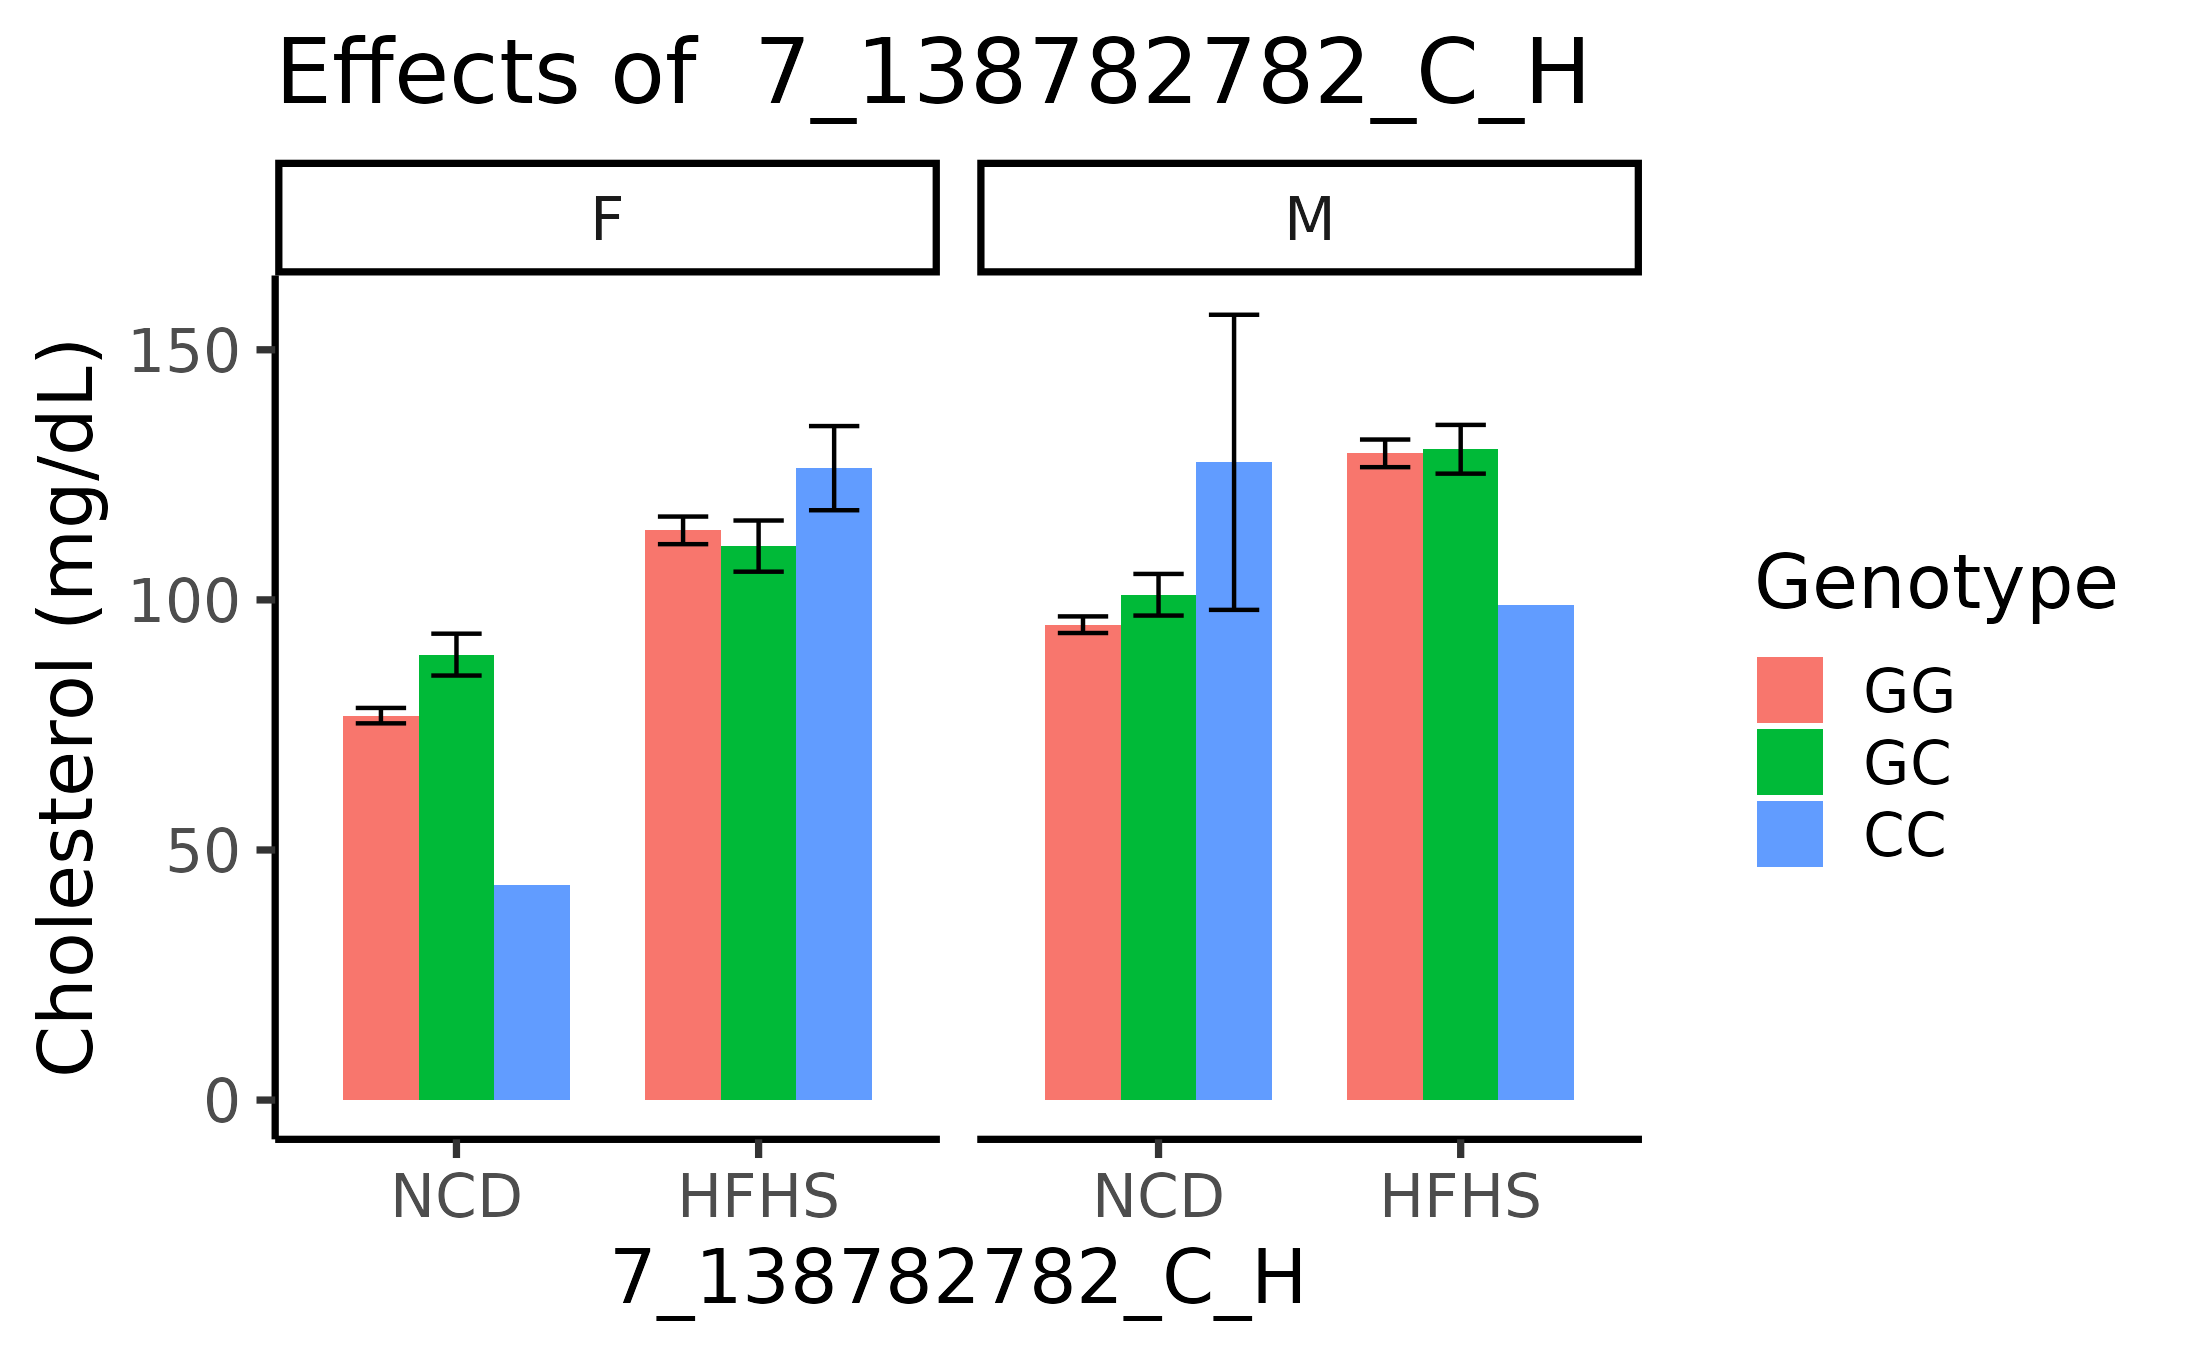 Effects of  7_138782782_C_H
F
M
Cholesterol (mg/dL)
150
100
50
0
NCD
HFHS
NCD
HFHS
7_138782782_C_H
Genotype
GG
GC
CC